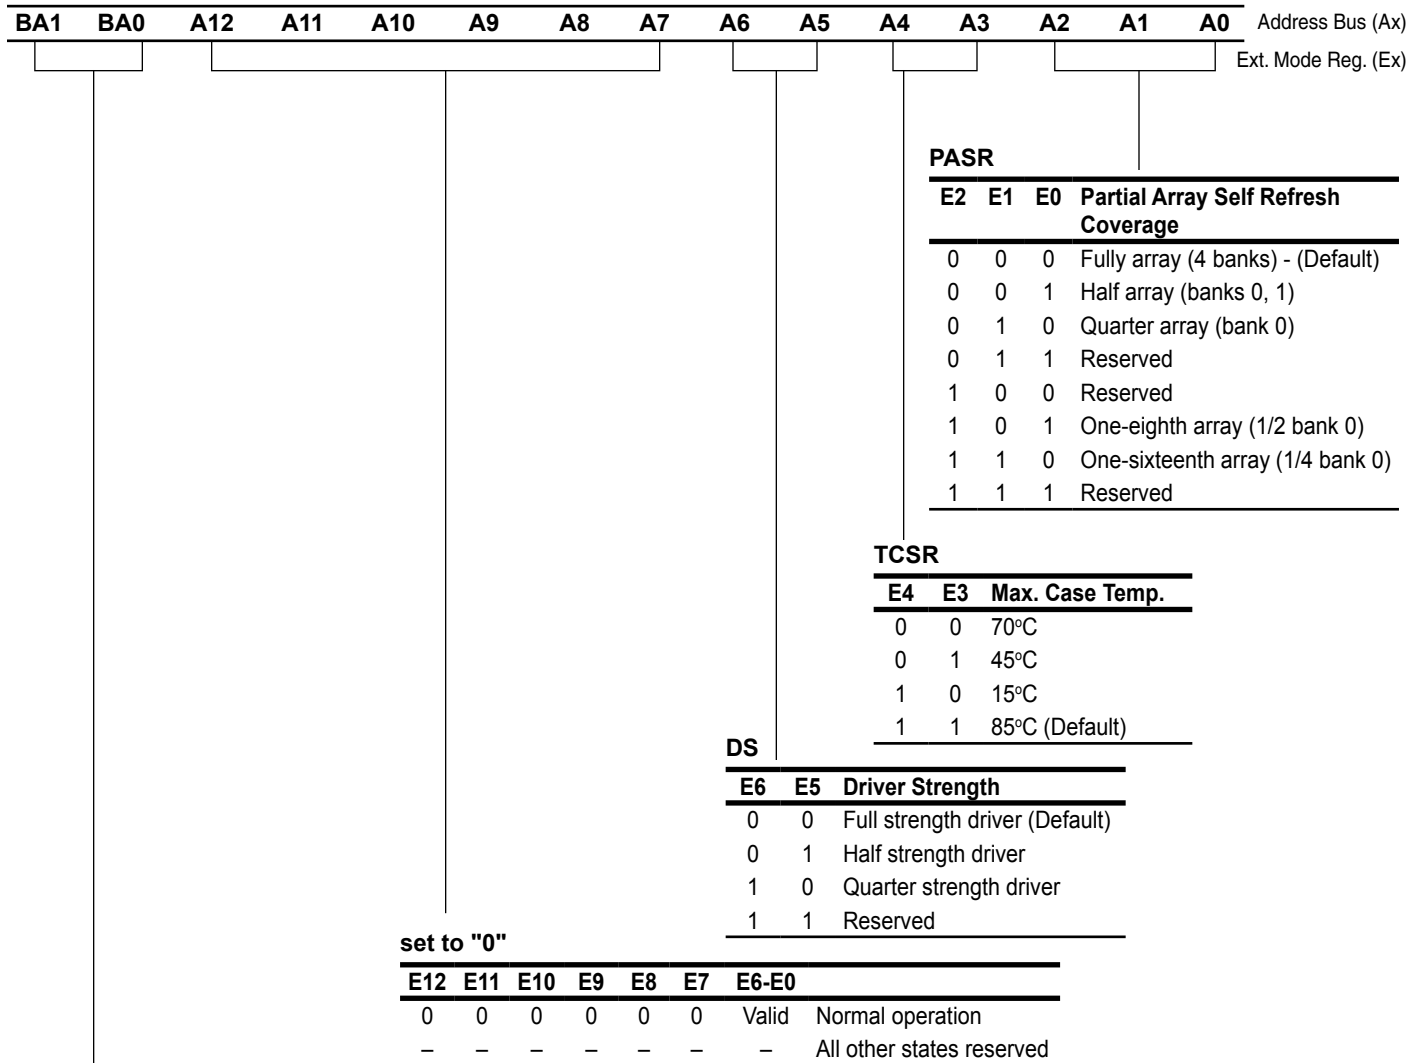 BA1 BA0 A12 A11 A10 A9 A8 A7 A6 A5 A4 A3 A2 A1 A0 Address Bus (Ax)
Ext. Mode Reg. (Ex)
PASR
E2 E1 E0 Partial Array Self Refresh
Coverage
0 0 0 Fully array (4 banks) - (Default)
0 0 1 Half array (banks 0, 1)
0 1 0 Quarter array (bank 0)
0 1 1 Reserved
1 0 0 Reserved
1 0 1 One-eighth array (1/2 bank 0)
1 1 0 One-sixteenth array (1/4 bank 0)
1 1 1 Reserved
TCSR
E4 E3 Max. Case Temp.
0 0 70°C
0 1 45°C
1 0 15°C
1 1 85°C (Default)
DS
E6 E5 Driver Strength
0 0 Full strength driver (Default)
0 1 Half strength driver
1 0 Quarter strength driver
1 1 Reserved
set to "0"
E12 E11 E10 E9 E8 E7 E6-E0
0 0 0 0 0 0 Valid Normal operation
– – – – – – – All other states reserved